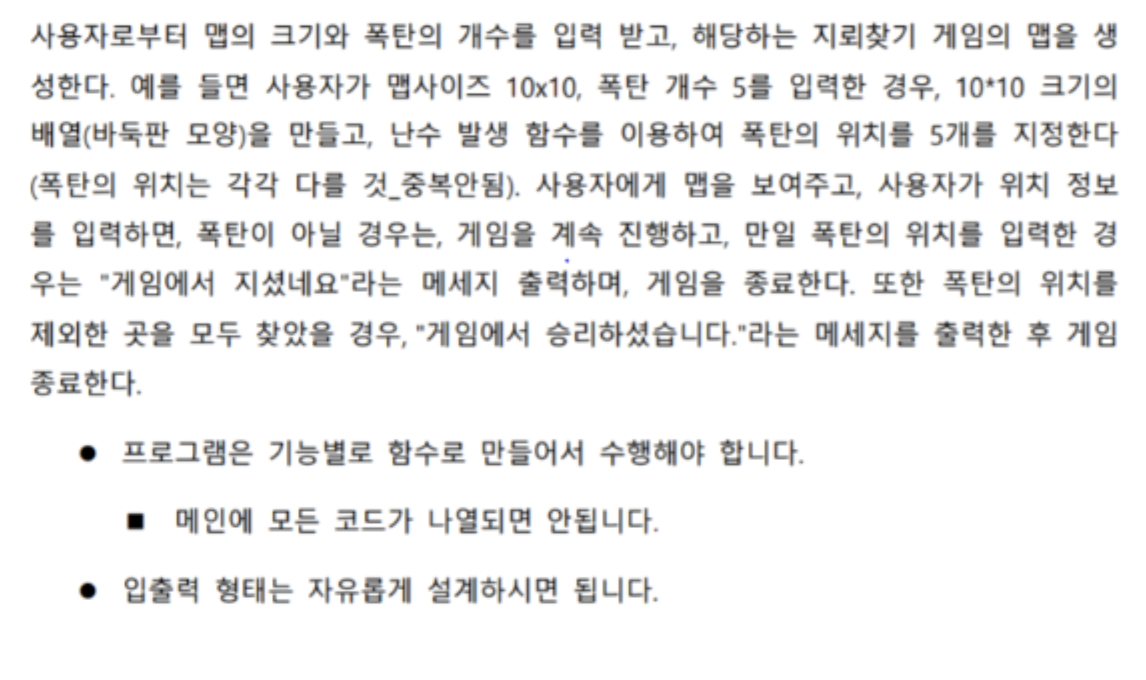 사용자로부터 맵의 크기와 폭탄의 개수를 입력 받고, 해당하는 지뢰찾기 게임의 맵을 생
성한다. 예를 들면 사용자가 맵사이즈 10x10, 폭탄 개수 5를 입력한 경우, 10*10 크기의
배열(바둑판 모양)을 만들고, 난수 발생 함수를 이용하여 폭탄의 위치를 5개를 지정한다
(폭탄의 위치는 각각 다를 것_중복안됨). 사용자에게 맵을 보여주고, 사용자가 위치 정보
를 입력하면, 폭탄이 아닐 경우는, 게임을 계속 진행하고, 만일 폭탄의 위치를 입력한 경
우는 "게임에서 지셨네요"라는 메세지 출력하며, 게임을 종료한다. 또한 폭탄의 위치를
제외한 곳을 모두 찾았을 경우, "게임에서 승리하셨습니다."라는 메세지를 출력한 후 게임
종료한다.
● 프로그램은 기능별로 함수로 만들어서 수행해야 합니다.
■ 메인에 모든 코드가 나열되면 안됩니다.
● 입출력 형태는 자유롭게 설계하시면 됩니다.